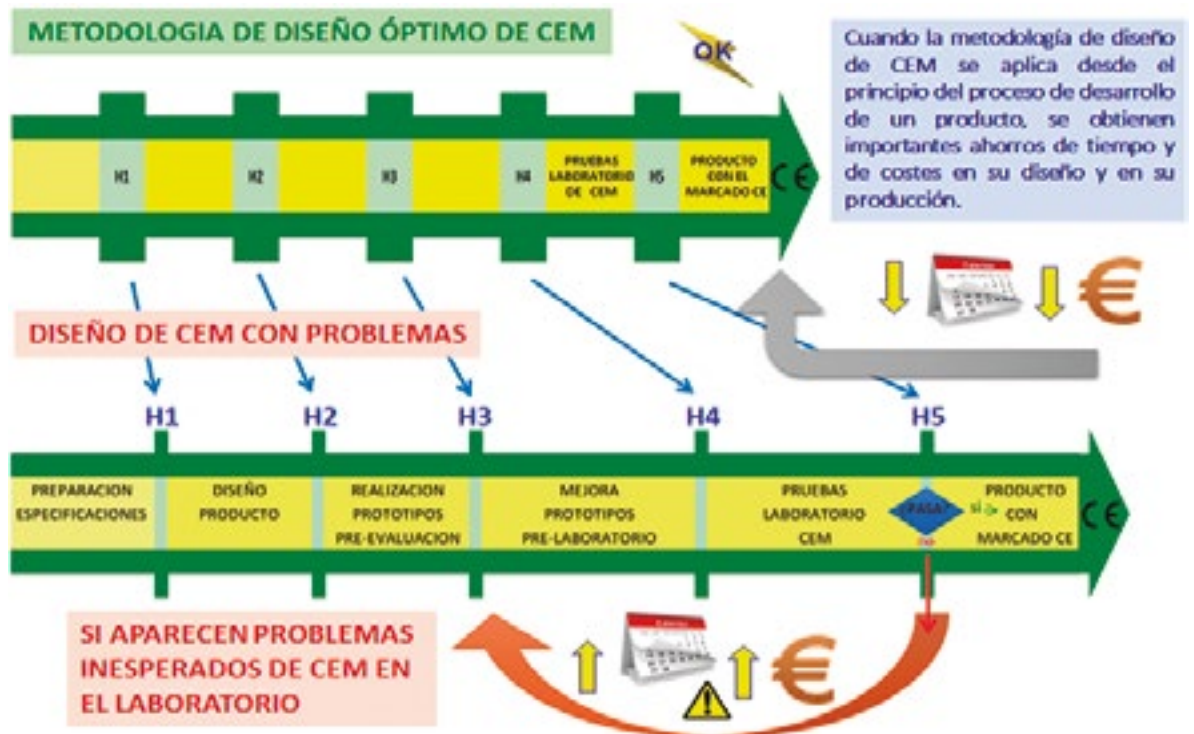 METODOLOGIA DE DISEÑO ÓPTIMO DE CEM
OK
Cuando la metodología de diseño
de CEM se aplica desde el
principio del proceso de desarrollo
de un producto, se obtienen
importantes ahorros de tiempo y
de costes en su diseño y en su
producción.
H1
H2
H3
H4
PRUEBAS
LABORATORIO
DE CEM
H5
PRODUCTO
CON EL
MARCADO CE
CE
€
DISEÑO DE CEM CON PROBLEMAS
H1
H2
H3
H4
H5
PREPARACION
ESPECIFICACIONES
DISEÑO
PRODUCTO
REALIZACION
PROTOTIPOS
PRE-EVALUACION
MEJORA
PROTOTIPOS
PRE-LABORATORIO
PRUEBAS
LABORATORIO
CEM
¿PASA?
SÍ
no
PRODUCTO
CON
MARCADO CE
CE
SI APARECEN PROBLEMAS
INESPERADOS DE CEM EN
EL LABORATORIO
€